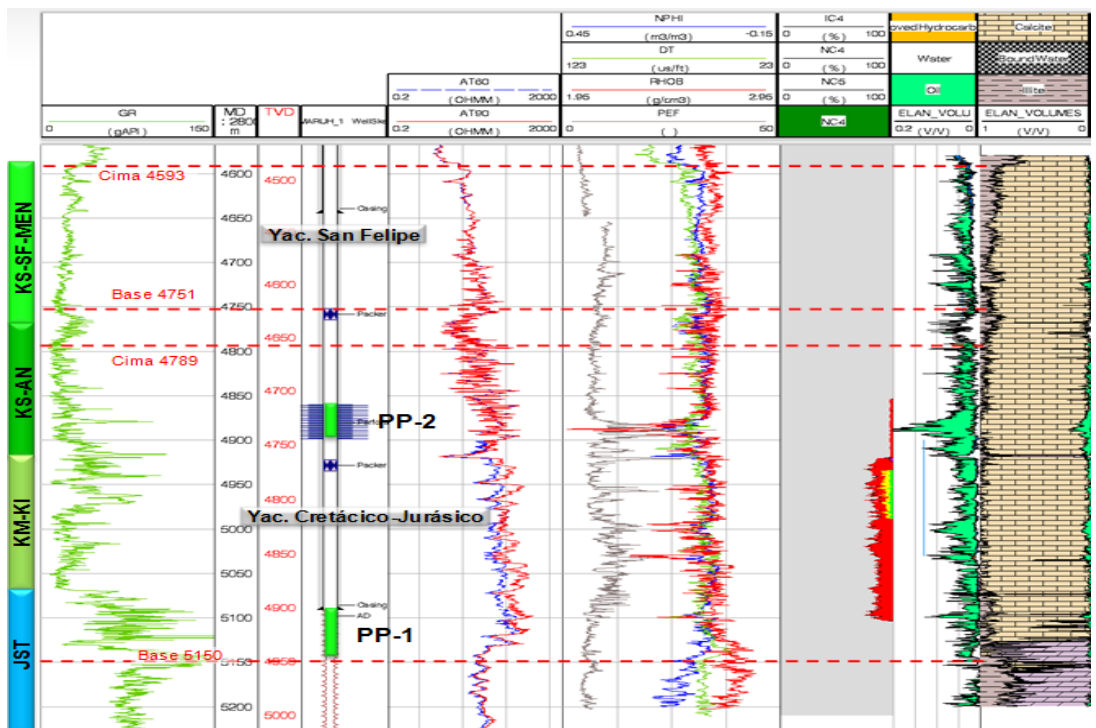 NPHI
0.45 (m3/m3) -0.15
DT
123 (us/ft) 23
RHOB
1.95 (g/cm3) 2.95
PEF
0 ( ) 50
IC4
0 (%) 100
NC4
0 (%) 100
NC5
0 (%) 100
NC4
oved Hydrocarb
Water
Oil
ELAN_VOLU
0.2 (V/V) 0
Calcite
Bound Water
Illite
ELAN_VOLUMES
1 (V/V) 0
AT60
0.2 (OHMM) 2000
AT90
0.2 (OHMM) 2000
GR
0 (gAPI) 150
MD
m
TVD
KS-SF-MEN
KS-AN
KM-KI
JST
Cima 4593
Base 4751
Cima 4789
Base 5150
4600
4650
4700
4750
4800
4850
4900
4950
5000
5050
5100
5150
5200
4500
4600
4650
4700
4750
4800
4850
4900
4950
5000
Casing
Yac. San Felipe
Packer
PP-2
Packer
Yac. Cretácico-Jurásico
Casing
PP-1